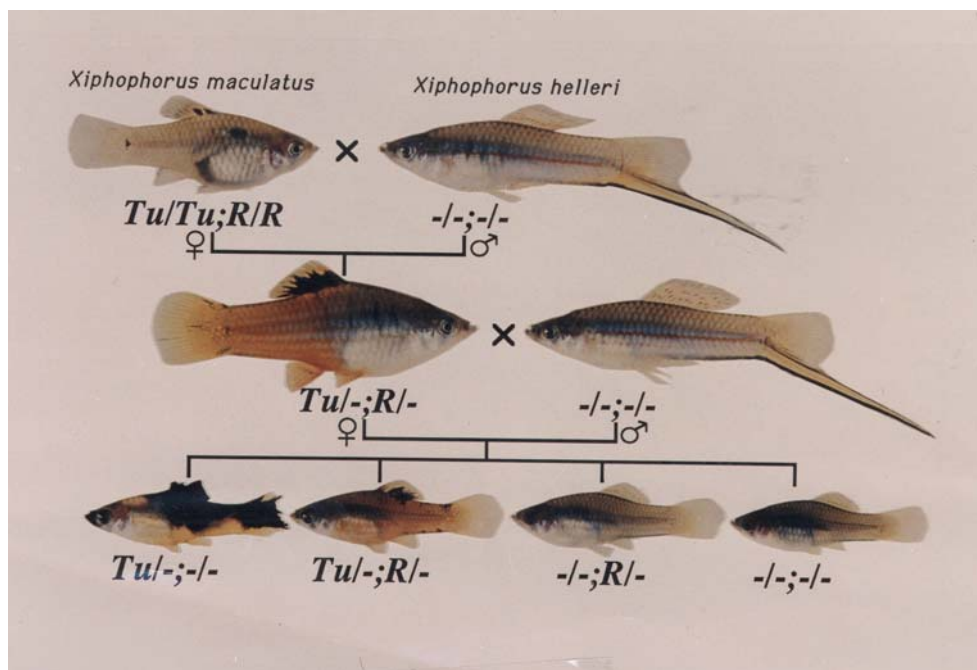 Xiphophorus maculatus
Xiphophorus helleri
×
Tu/Tu;R/R
-/-;-/-
♀
♂
×
Tu/-;R/-
-/-;-/-
♀
♂
Tu/-;-/-
Tu/-;R/-
-/-;R/-
-/-;-/-